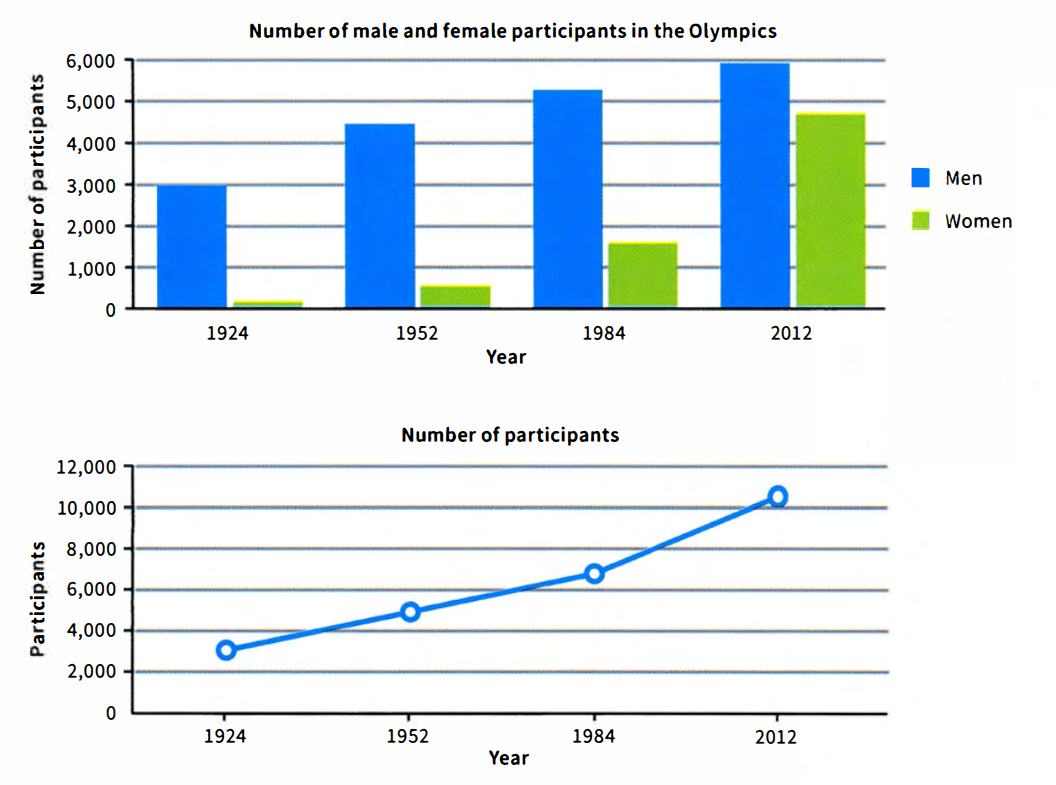 Number of male and female participants in the Olympics
Number of participants
6,000
5,000
4,000
3,000
2,000
1,000
0
1924 1952 1984 2012
Year
Men
Women
Number of participants
Participants
12,000
10,000
8,000
6,000
4,000
2,000
0
1924 1952 1984 2012
Year